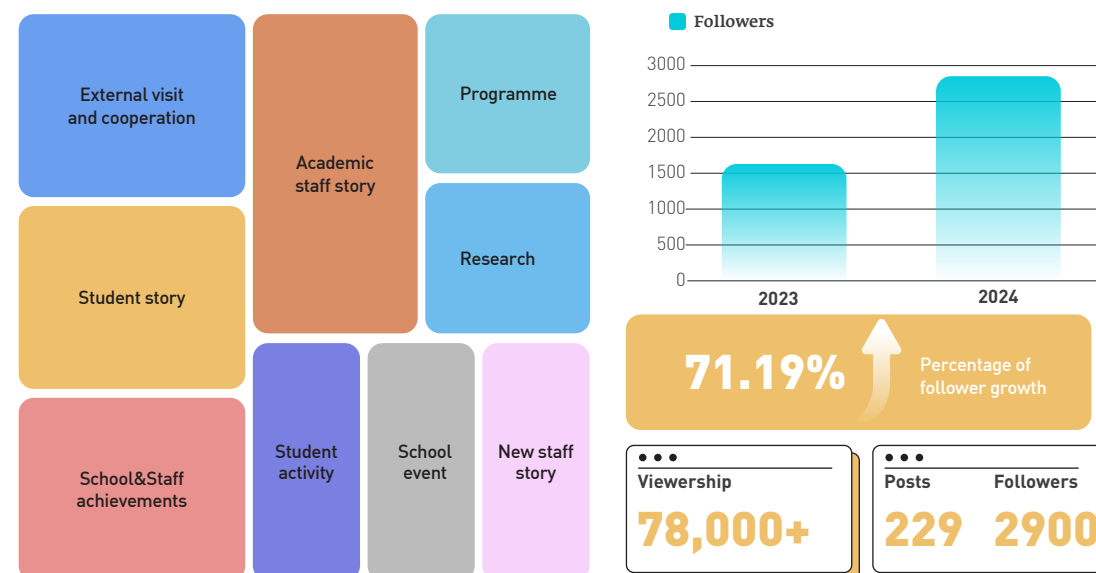 External visit
and cooperation
Academic
staff story
Programme
Research
Student story
School&Staff
achievements
Student
activity
School
event
New staff
story
Followers
3000
2500
2000
1500
1000
500
0
2023
2024
71.19%
Percentage of
follower growth
Viewership
78,000+
Posts
229
Followers
2900